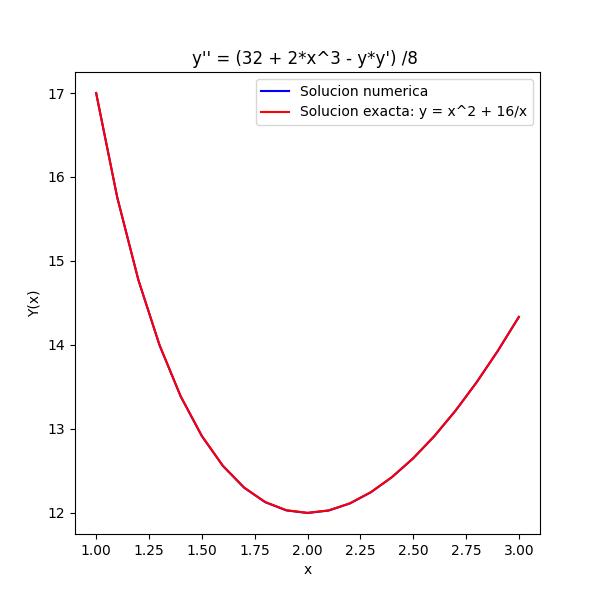 y'' = (32 + 2*x^3 - y*y') /8
Solucion numerica
Solucion exacta: y = x^2 + 16/x
17
16
15
14
13
12
Y(x)
1.00 1.25 1.50 1.75 2.00 2.25 2.50 2.75 3.00
x